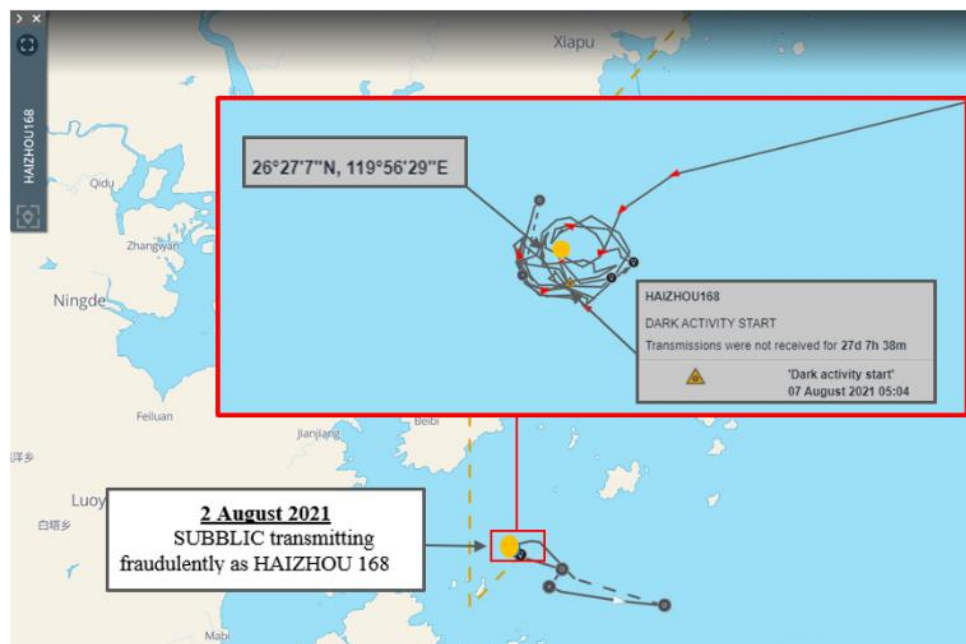 > ×
HAIZHOU168
Xiapu
26°27'7"N, 119°56'29"E
Qidu
Zhangwan
Ningde
HAIZHOU168
DARK ACTIVITY START
Transmissions were not received for 27d 7h 38m
'Dark activity start'
07 August 2021 05:04
Feiluan
Jianjiang
Beibi
洋乡
Luoy
白塔乡
2 August 2021
SUBBLIC transmitting
fraudulently as HAIZHOU 168
Mabi